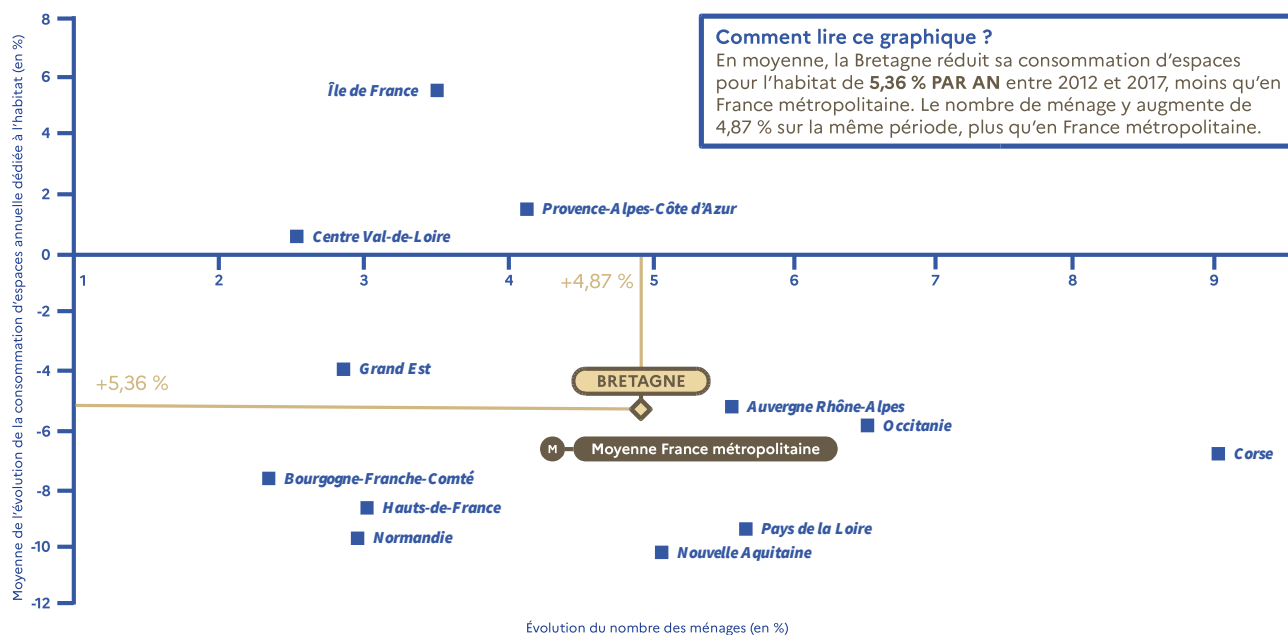 Moyenne de l'évolution de la consommation d'espaces annuelle dédiée à l'habitat (en %)
8
6
4
2
0
-2
-4
-6
-8
-10
-12
Comment lire ce graphique ?
En moyenne, la Bretagne réduit sa consommation d'espaces
pour l'habitat de 5,36 % PAR AN entre 2012 et 2017, moins qu'en
France métropolitaine. Le nombre de ménage y augmente de
4,87 % sur la même période, plus qu'en France métropolitaine.
Île de France
Provence-Alpes-Côte d'Azur
Centre Val-de-Loire
1 2 3 4 5 6 7 8 9
+4,87 %
Grand Est
+5,36 %
BRETAGNE
Auvergne Rhône-Alpes
Occitanie
M Moyenne France métropolitaine
Corse
Bourgogne-Franche-Comté
Hauts-de-France
Pays de la Loire
Normandie
Nouvelle Aquitaine
Évolution du nombre des ménages (en %)